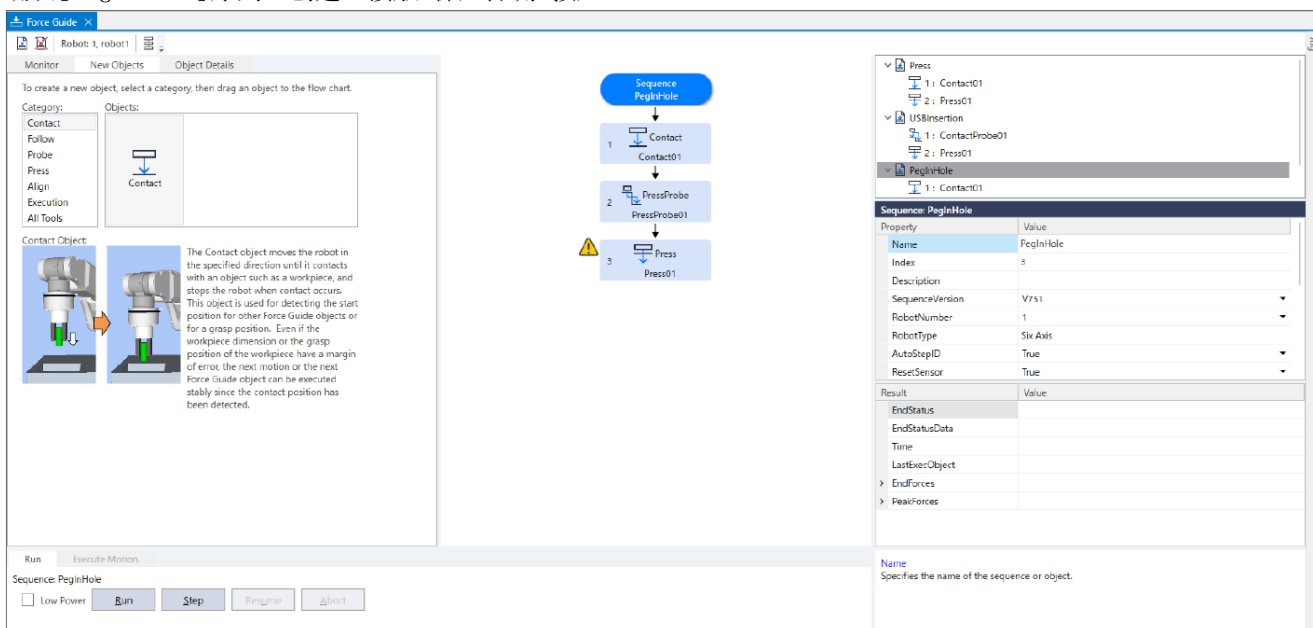 Force Guide ×
Robot: 1, robot1
Monitor New Objects Object Details
To create a new object, select a category, then drag an object to the flow chart.
Category: Objects:
Contact
Follow
Probe
Press
Align
Execution
All Tools
Contact
Contact Object:
The Contact object moves the robot in
the specified direction until it contacts
with an object such as a workpiece, and
stops the robot when contact occurs.
This object is used for detecting the start
position for other Force Guide objects or
for a grasp position. Even if the
workpiece dimension or the grasp
position of the workpiece have a margin
of error, the next motion or the next
Force Guide object can be executed
stably since the contact position has
been detected.
Sequence
PegInHole
1 Contact
Contact01
2 PressProbe
PressProbe01
3 Press
Press01
Press
1 : Contact01
2 : Press01
USBInsertion
1 : ContactProbe01
2 : Press01
PegInHole
1 : Contact01
Sequence: PegInHole
Property Value
Name PegInHole
Index 3
Description
SequenceVersion V751
RobotNumber 1
RobotType Six Axis
AutoStepID True
ResetSensor True
Result Value
EndStatus
EndStatusData
Time
LastExecObject
EndForces
PeakForces
Run Execute Motion
Sequence: PegInHole
Low Power Run Step Resume Abort
Name
Specifies the name of the sequence or object.